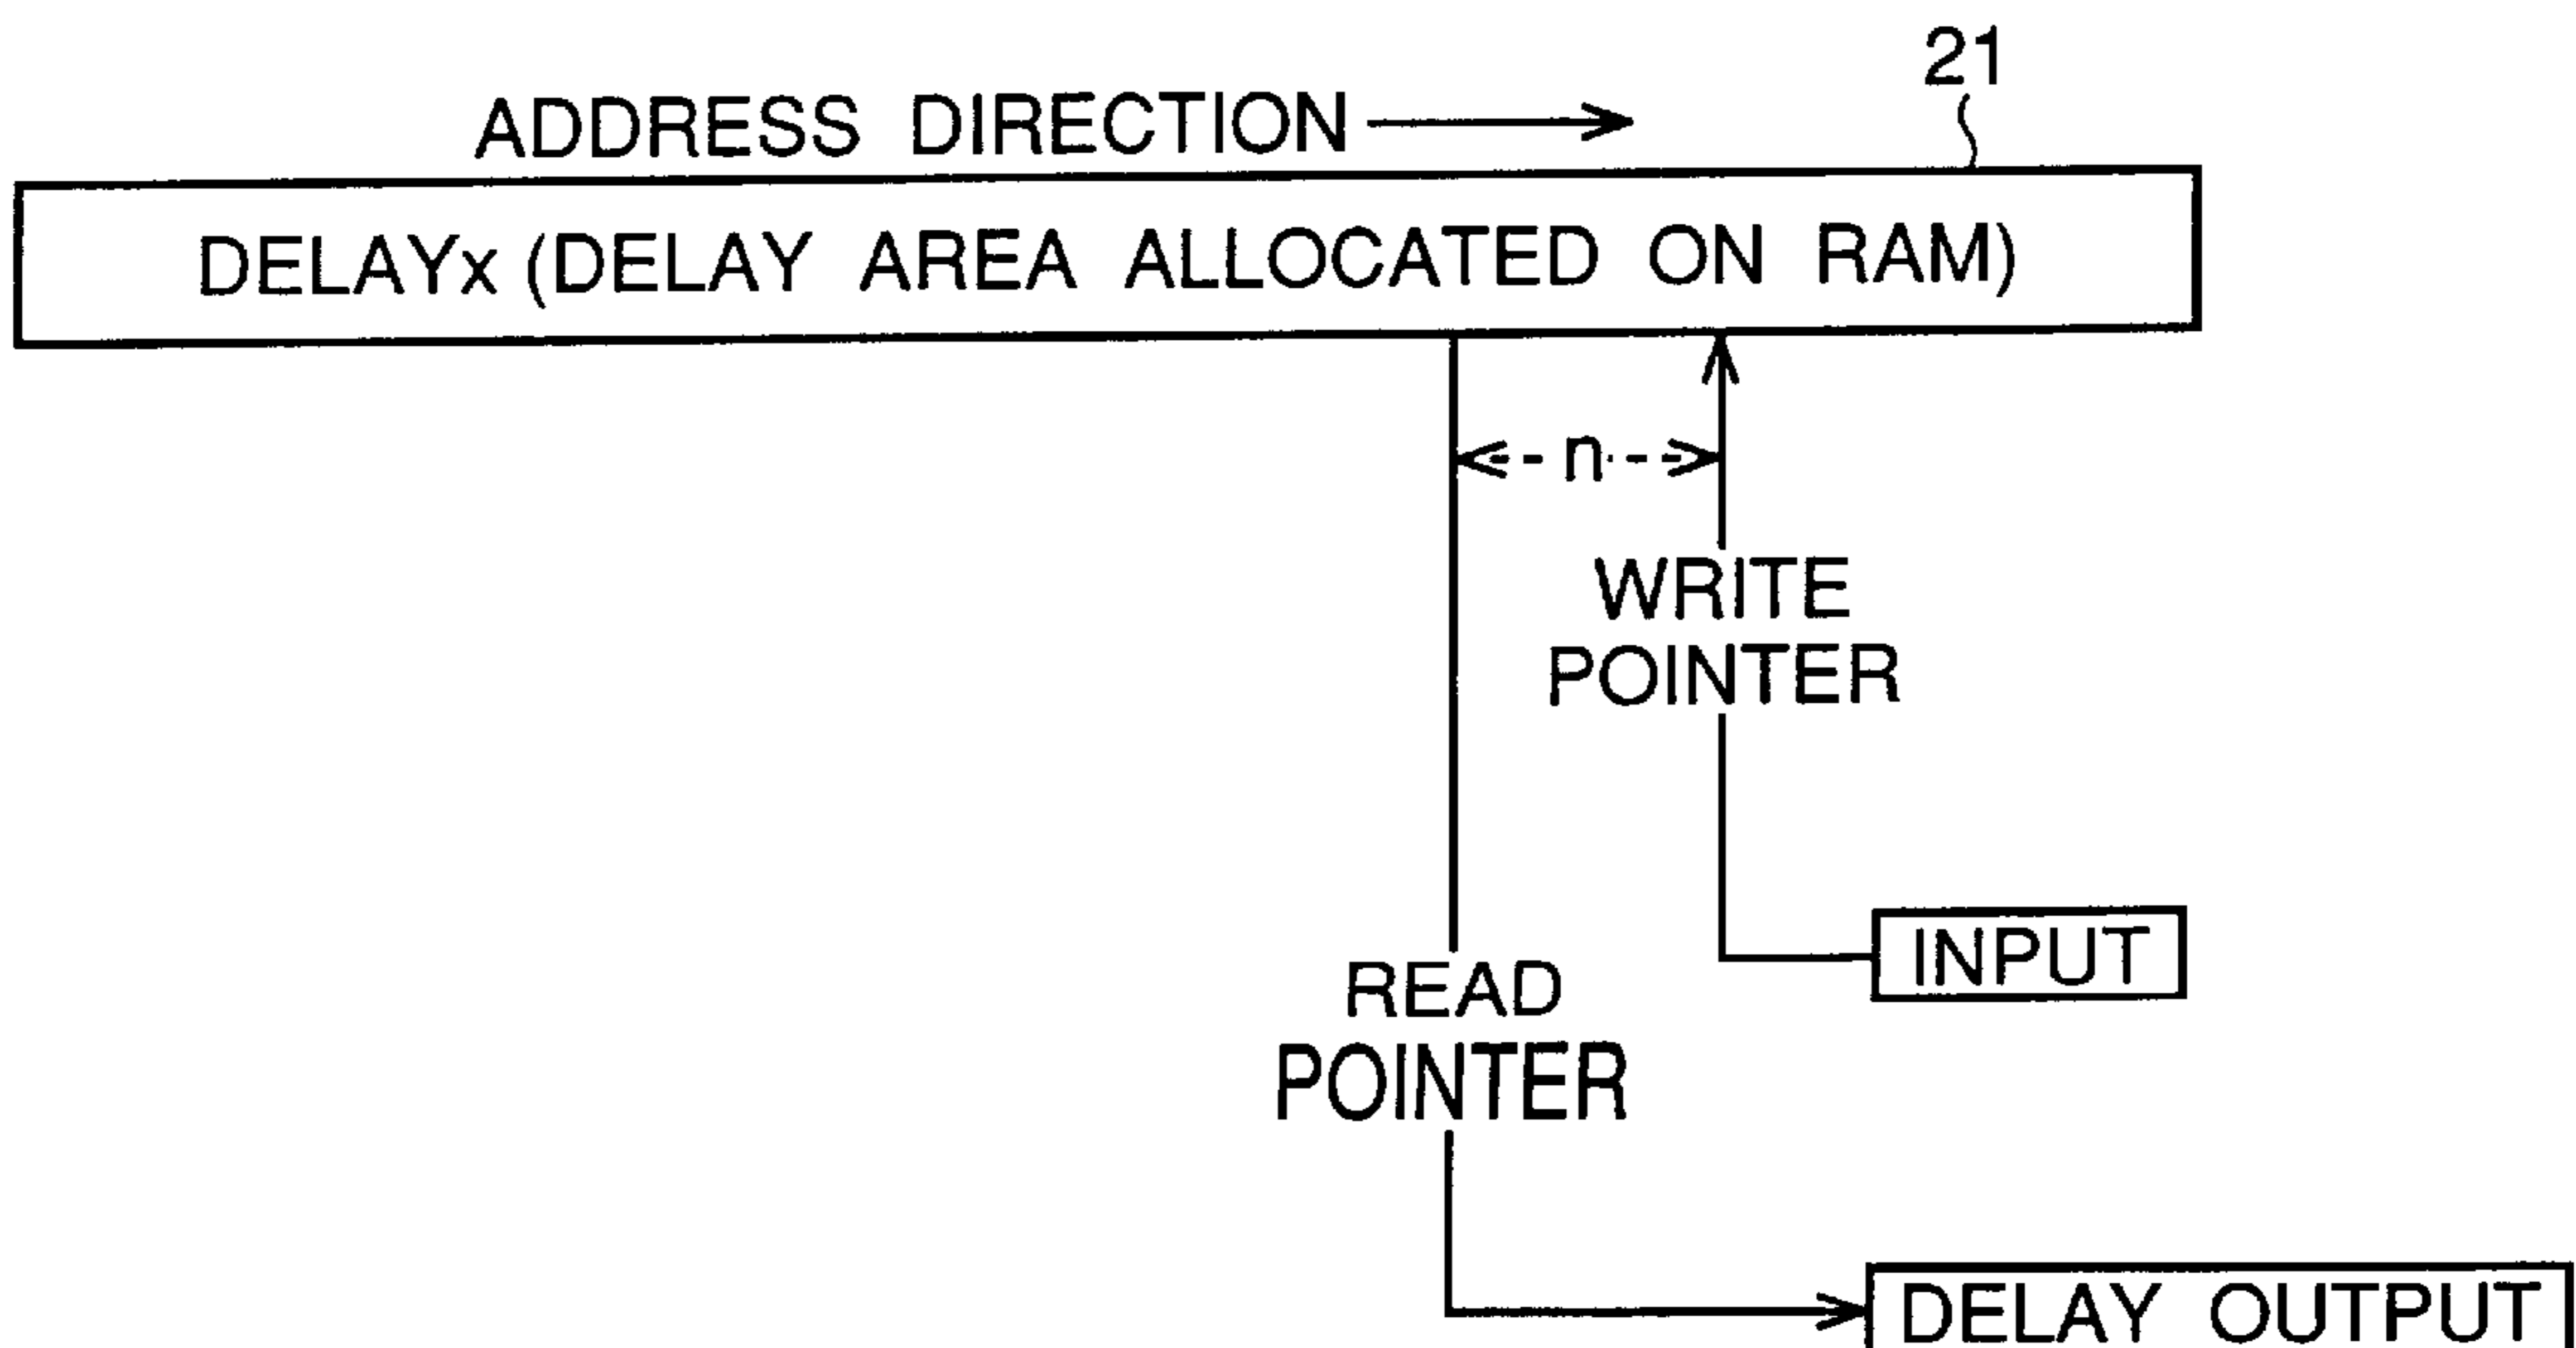 21
ADDRESS DIRECTION
DELAYx (DELAY AREA ALLOCATED ON RAM)
n
WRITE
POINTER
INPUT
READ
POINTER
DELAY OUTPUT